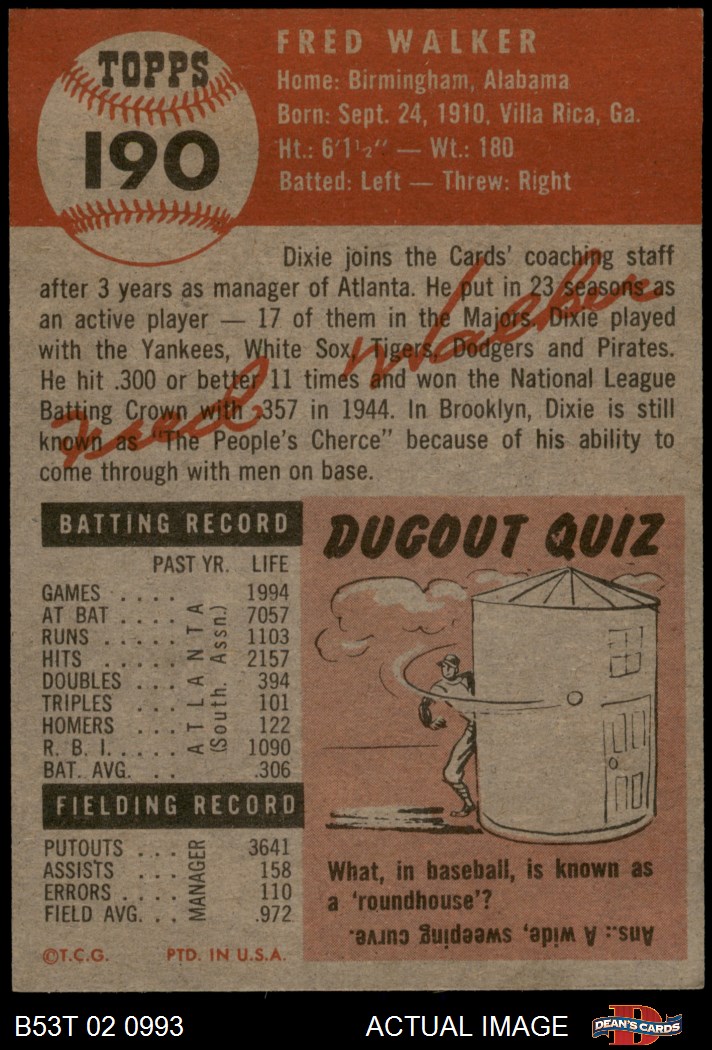 TOPPS
190
FRED WALKER
Home: Birmingham, Alabama
Born: Sept. 24, 1910, Villa Rica, Ga.
Ht.: 6'1½" — Wt.: 180
Batted: Left — Threw: Right
Dixie joins the Cards' coaching staff
after 3 years as manager of Atlanta. He put in 23 seasons as
an active player — 17 of them in the Majors. Dixie played
with the Yankees, White Sox, Tigers, Dodgers and Pirates.
He hit .300 or better 11 times and won the National League
Batting Crown with .357 in 1944. In Brooklyn, Dixie is still
known as "The People's Cherce" because of his ability to
come through with men on base.
Fred Walker
BATTING RECORD
PAST YR. LIFE
GAMES . . . . 1994
AT BAT . . . . 7057
RUNS . . . . . 1103
HITS . . . . . 2157
DOUBLES . . . 394
TRIPLES . . . 101
HOMERS . . . 122
R. B. I. . . . . 1090
BAT. AVG. . . .306
ATLANTA
(South. Assn.)
FIELDING RECORD
PUTOUTS . . . 3641
ASSISTS . . . 158
ERRORS . . . . 110
FIELD AVG. . . .972
MANAGER
©T.C.G. PTD. IN U.S.A.
DUGOUT QUIZ
What, in baseball, is known as
a 'roundhouse'?
Ans.: A wide, sweeping curve.
B53T 02 0993 ACTUAL IMAGE
D
DEAN'S CARDS